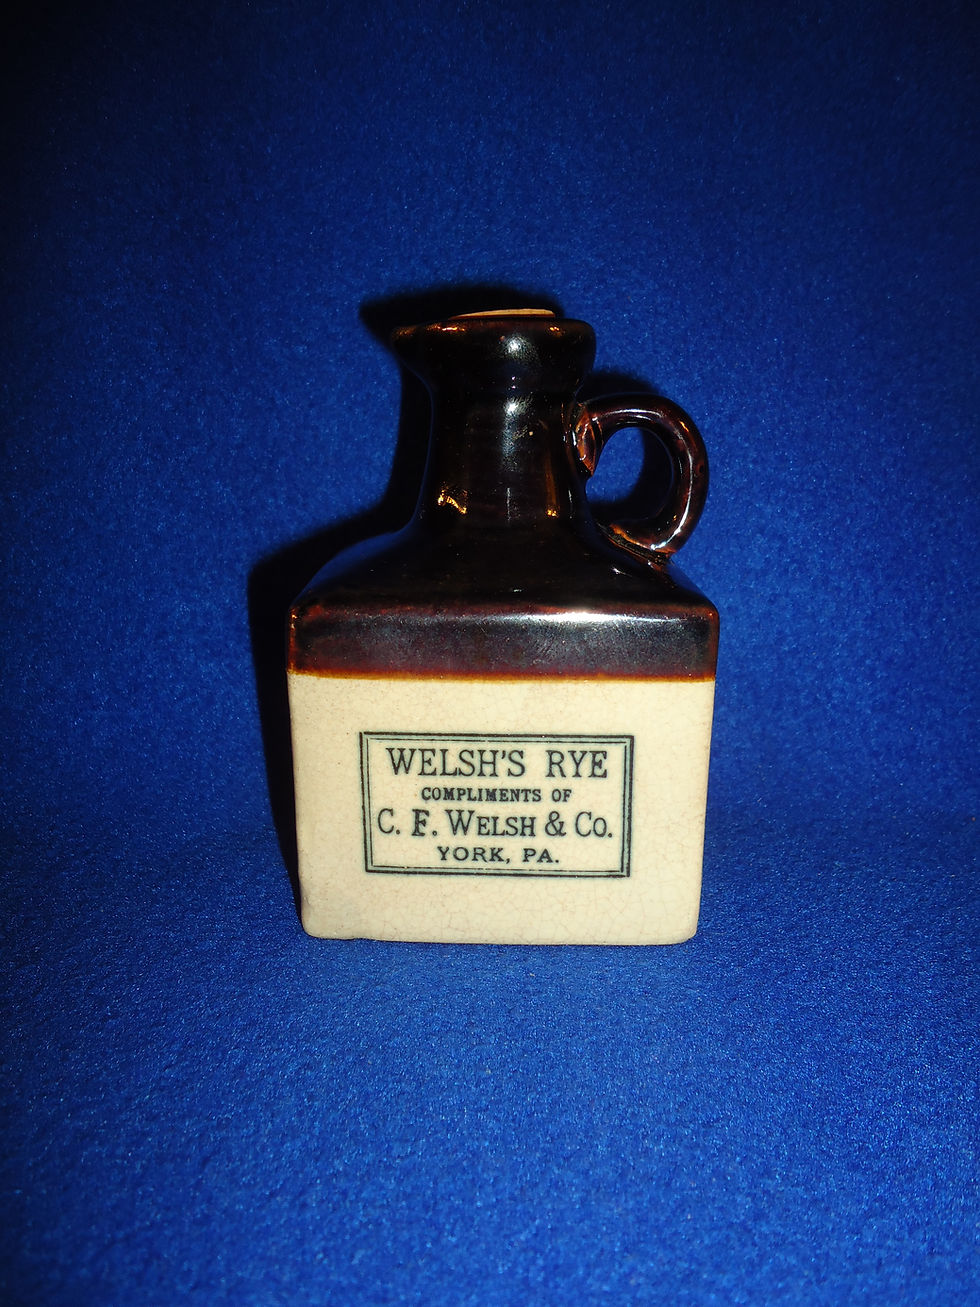 WELSH'S RYE
COMPLIMENTS OF
C. F. WELSH & CO.
YORK, PA.